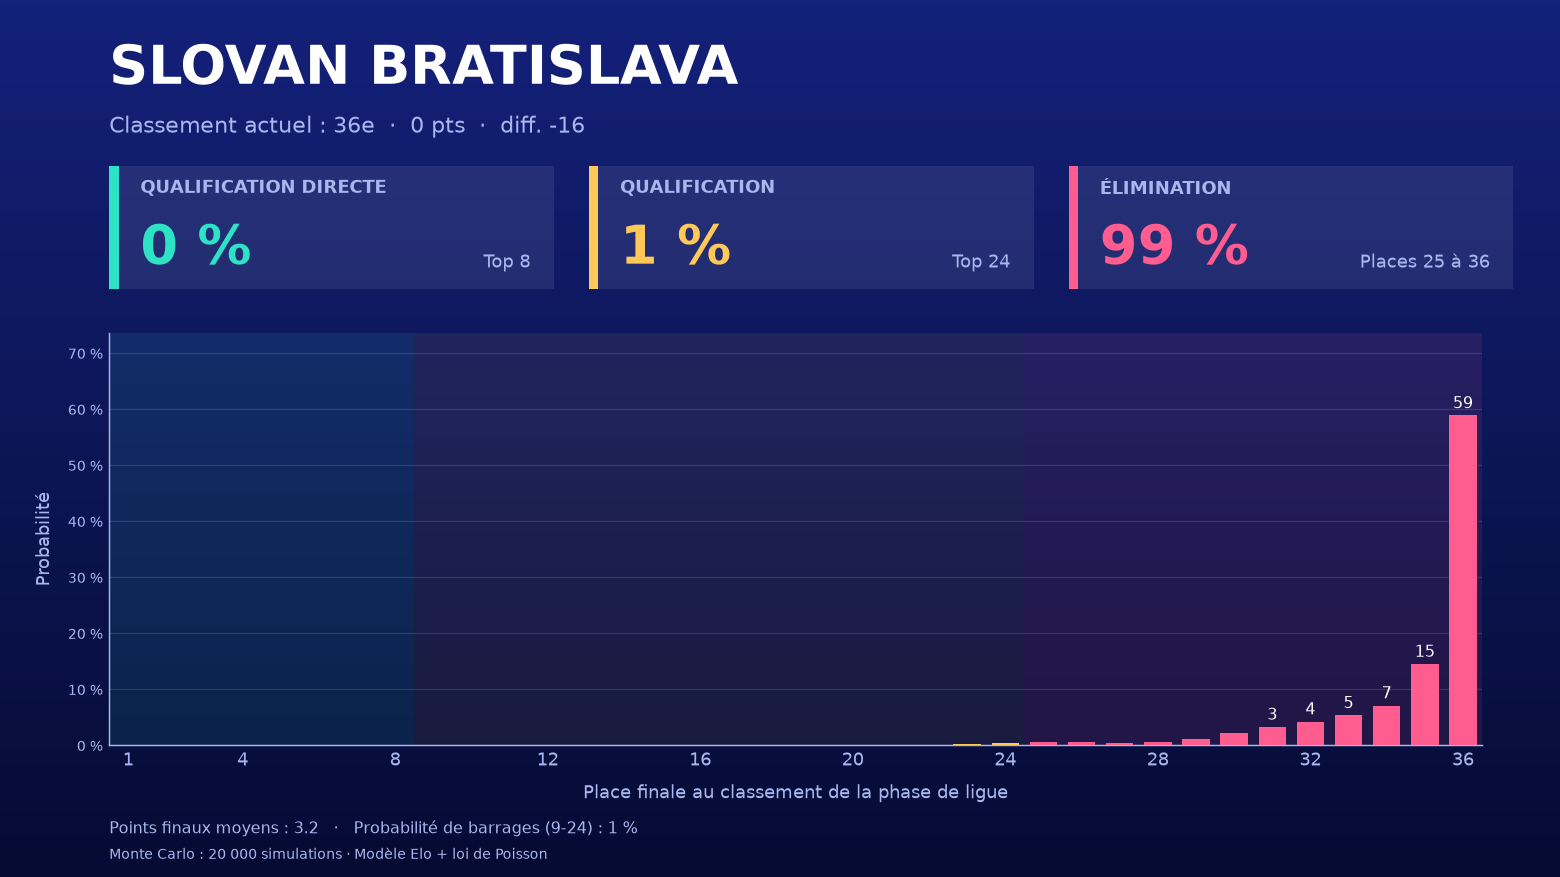 SLOVAN BRATISLAVA
Classement actuel : 36e · 0 pts · diff. -16
QUALIFICATION DIRECTE
0 %
Top 8
QUALIFICATION
1 %
Top 24
ÉLIMINATION
99 %
Places 25 à 36
Probabilité
70 %
60 %
50 %
40 %
30 %
20 %
10 %
0 %
3
4
5
7
15
59
1 4 8 12 16 20 24 28 32 36
Place finale au classement de la phase de ligue
Points finaux moyens : 3.2 · Probabilité de barrages (9-24) : 1 %
Monte Carlo : 20 000 simulations · Modèle Elo + loi de Poisson